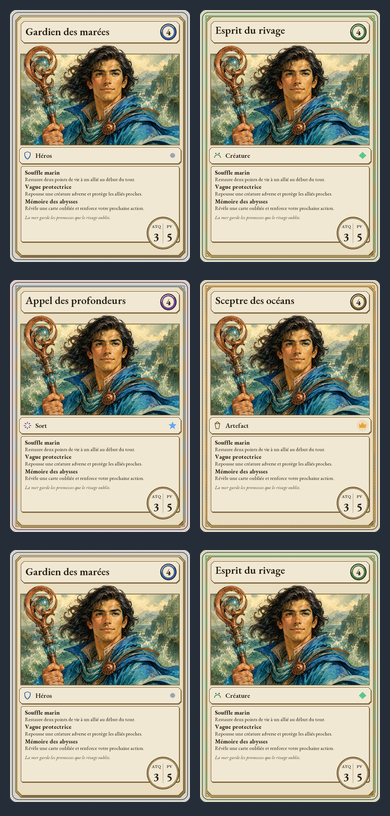 Gardien des marées
4
Héros
Souffle marin
Restaure deux points de vie à un allié au début du tour.
Vague protectrice
Repousse une créature adverse et protège les alliés proches.
Mémoire des abysses
Révèle une carte oubliée et renforce votre prochaine action.
La mer garde les promesses que le rivage oublie.
ATQ PV
3 5
Esprit du rivage
4
Créature
Souffle marin
Restaure deux points de vie à un allié au début du tour.
Vague protectrice
Repousse une créature adverse et protège les alliés proches.
Mémoire des abysses
Révèle une carte oubliée et renforce votre prochaine action.
La mer garde les promesses que le rivage oublie.
ATQ PV
3 5
Appel des profondeurs
4
Sort
Souffle marin
Restaure deux points de vie à un allié au début du tour.
Vague protectrice
Repousse une créature adverse et protège les alliés proches.
Mémoire des abysses
Révèle une carte oubliée et renforce votre prochaine action.
La mer garde les promesses que le rivage oublie.
ATQ PV
3 5
Sceptre des océans
4
Artefact
Souffle marin
Restaure deux points de vie à un allié au début du tour.
Vague protectrice
Repousse une créature adverse et protège les alliés proches.
Mémoire des abysses
Révèle une carte oubliée et renforce votre prochaine action.
La mer garde les promesses que le rivage oublie.
ATQ PV
3 5
Gardien des marées
4
Héros
Souffle marin
Restaure deux points de vie à un allié au début du tour.
Vague protectrice
Repousse une créature adverse et protège les alliés proches.
Mémoire des abysses
Révèle une carte oubliée et renforce votre prochaine action.
La mer garde les promesses que le rivage oublie.
ATQ PV
3 5
Esprit du rivage
4
Créature
Souffle marin
Restaure deux points de vie à un allié au début du tour.
Vague protectrice
Repousse une créature adverse et protège les alliés proches.
Mémoire des abysses
Révèle une carte oubliée et renforce votre prochaine action.
La mer garde les promesses que le rivage oublie.
ATQ PV
3 5